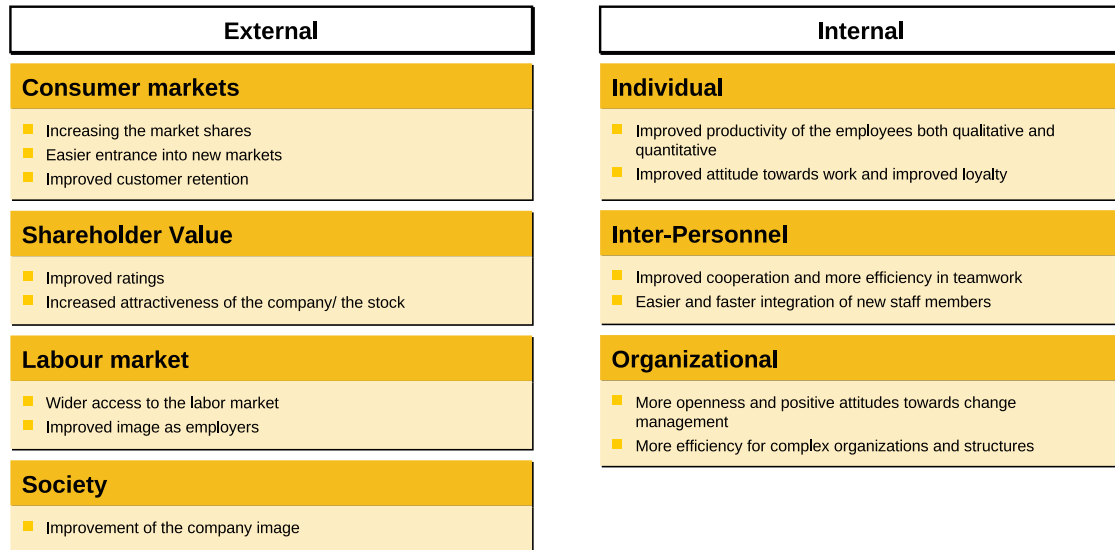 External
Consumer markets
Increasing the market shares
Easier entrance into new markets
Improved customer retention
Shareholder Value
Improved ratings
Increased attractiveness of the company/ the stock
Labour market
Wider access to the labor market
Improved image as employers
Society
Improvement of the company image
Internal
Individual
Improved productivity of the employees both qualitative and
quantitative
Improved attitude towards work and improved loyalty
Inter-Personnel
Improved cooperation and more efficiency in teamwork
Easier and faster integration of new staff members
Organizational
More openness and positive attitudes towards change
management
More efficiency for complex organizations and structures